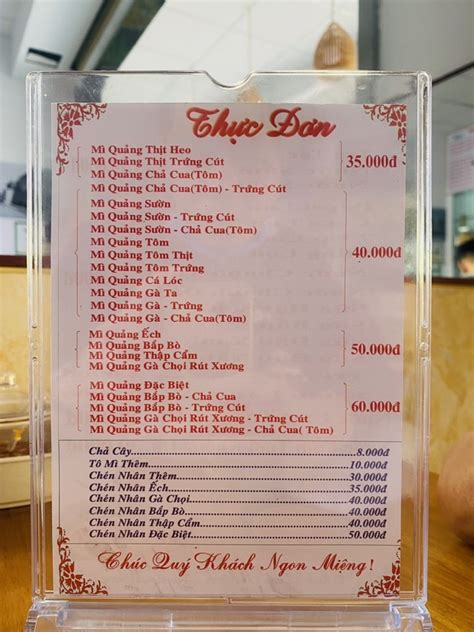 Thực Đơn
Mì Quảng Thịt Heo
Mì Quảng Thịt Trứng Cút
Mì Quảng Chả Cua(Tôm)
35.000đ
Mì Quảng Chả Cua(Tôm) - Trứng Cút
Mì Quảng Sườn
Mì Quảng Sườn - Trứng Cút
Mì Quảng Sườn - Chả Cua(Tôm)
Mì Quảng Tôm
Mì Quảng Tôm Thịt
Mì Quảng Tôm Trứng
Mì Quảng Cá Lóc
Mì Quảng Gà Ta
Mì Quảng Gà - Trứng
Mì Quảng Gà - Chả Cua(Tôm)
40.000đ
Mì Quảng Ếch
Mì Quảng Bắp Bò
Mì Quảng Thập Cẩm
Mì Quảng Gà Chọi Rút Xương
50.000đ
Mì Quảng Đặc Biệt
Mì Quảng Bắp Bò - Chả Cua
Mì Quảng Bắp Bò - Trứng Cút
Mì Quảng Gà Chọi Rút Xương - Trứng Cút
Mì Quảng Gà Chọi Rút Xương - Chả Cua( Tôm)
60.000đ
Chả Cây...............8.000đ
Tô Mì Thêm...............10.000đ
Chén Nhân Thêm...............30.000đ
Chén Nhân Ếch...............35.000đ
Chén Nhân Gà Chọi...............40.000đ
Chén Nhân Bắp Bò...............40.000đ
Chén Nhân Thập Cẩm...............40.000đ
Chén Nhân Đặc Biệt...............50.000đ
Chúc Quý Khách Ngon Miệng!